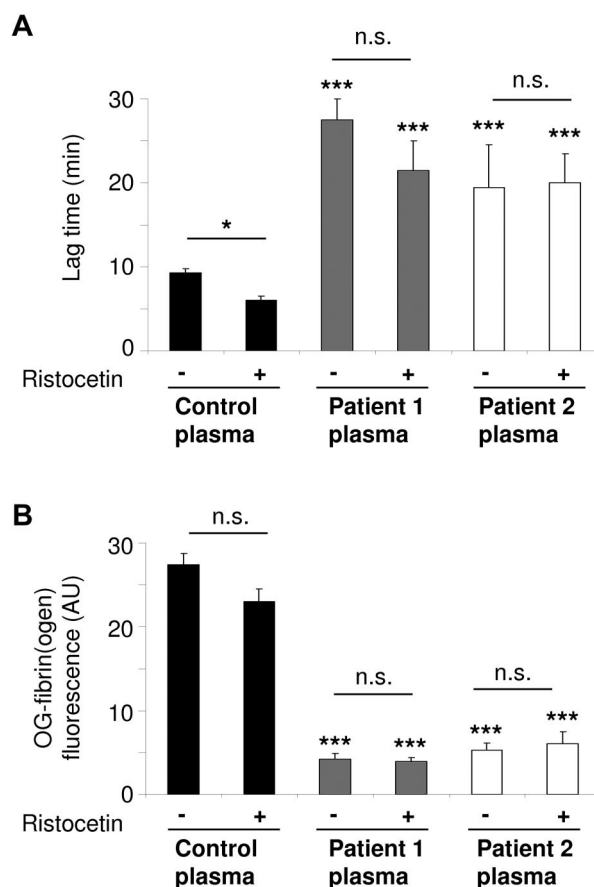 A
n.s.
n.s.
*** *** *** ***
*
Lag time (min)
30
20
10
0
Ristocetin - + - + - +
Control plasma
Patient 1 plasma
Patient 2 plasma
B
n.s.
n.s.
n.s.
*** *** *** ***
OG-fibrin(ogen)
fluorescence (AU)
30
20
10
0
Ristocetin - + - + - +
Control plasma
Patient 1 plasma
Patient 2 plasma